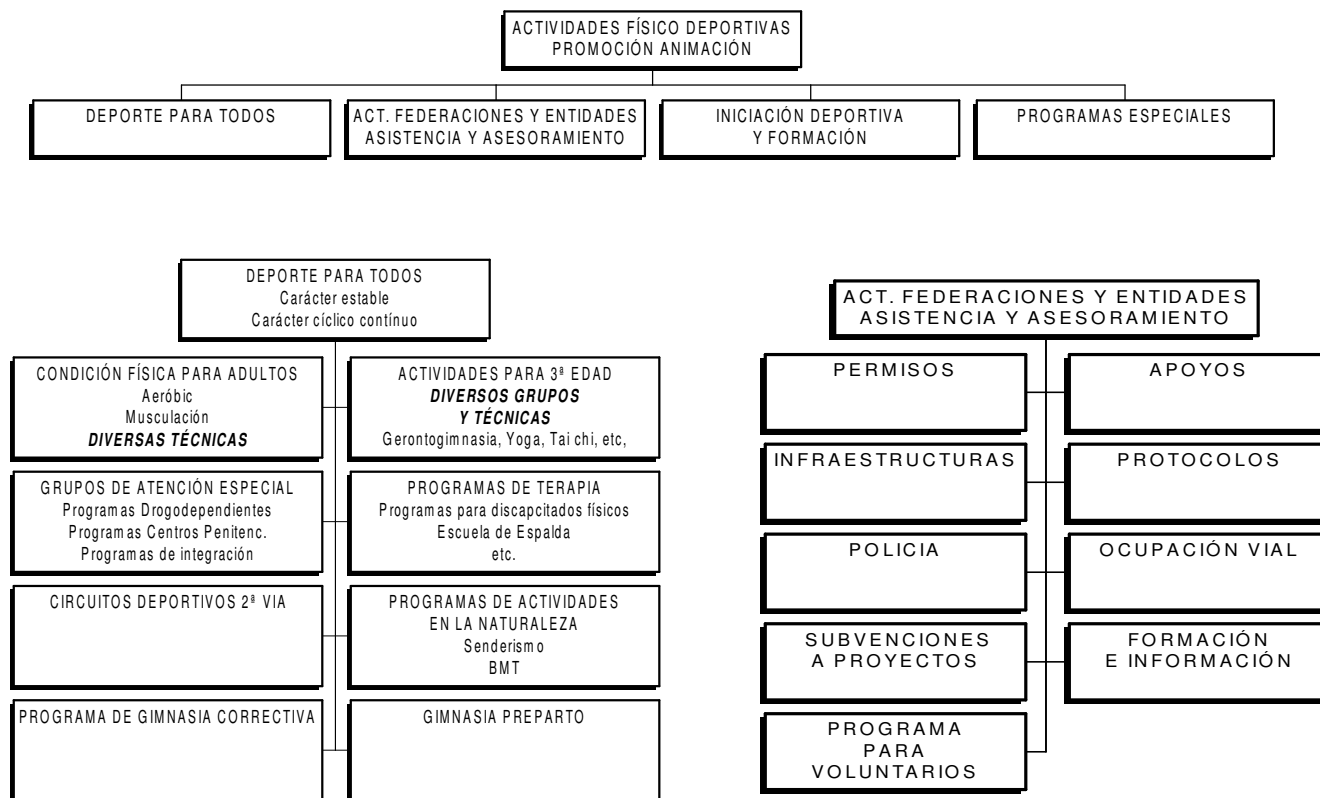 ACTIVIDADES FÍSICO DEPORTIVAS
PROMOCIÓN ANIMACIÓN
DEPORTE PARA TODOS
ACT. FEDERACIONES Y ENTIDADES
ASISTENCIA Y ASESORAMIENTO
INICIACIÓN DEPORTIVA
Y FORMACIÓN
PROGRAMAS ESPECIALES
DEPORTE PARA TODOS
Carácter estable
Carácter cíclico contínuo
CONDICIÓN FÍSICA PARA ADULTOS
Aeróbic
Musculación
DIVERSAS TÉCNICAS
ACTIVIDADES PARA 3ª EDAD
DIVERSOS GRUPOS
Y TÉCNICAS
Gerontogimnasia, Yoga, Tai chi, etc,
GRUPOS DE ATENCIÓN ESPECIAL
Programas Drogodependientes
Programas Centros Penitenc.
Programas de integración
PROGRAMAS DE TERAPIA
Programas para discapcitados físicos
Escuela de Espalda
etc.
CIRCUITOS DEPORTIVOS 2ª VIA
PROGRAMAS DE ACTIVIDADES
EN LA NATURALEZA
Senderismo
BMT
PROGRAMA DE GIMNASIA CORRECTIVA
GIMNASIA PREPARTO
ACT. FEDERACIONES Y ENTIDADES
ASISTENCIA Y ASESORAMIENTO
PERMISOS
APOYOS
INFRAESTRUCTURAS
PROTOCOLOS
POLICIA
OCUPACIÓN VIAL
SUBVENCIONES
A PROYECTOS
FORMACIÓN
E INFORMACIÓN
PROGRAMA
PARA
VOLUNTARIOS